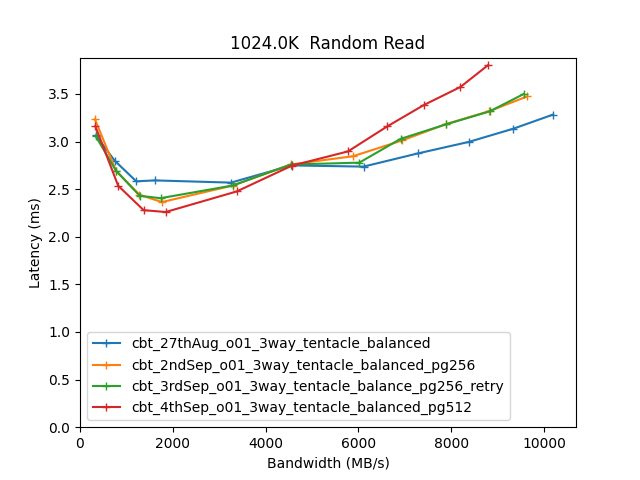 1024.0K  Random Read
Latency (ms)
3.5
3.0
2.5
2.0
1.5
1.0
0.5
0.0
cbt_27thAug_o01_3way_tentacle_balanced
cbt_2ndSep_o01_3way_tentacle_balanced_pg256
cbt_3rdSep_o01_3way_tentacle_balance_pg256_retry
cbt_4thSep_o01_3way_tentacle_balanced_pg512
0 2000 4000 6000 8000 10000
Bandwidth (MB/s)